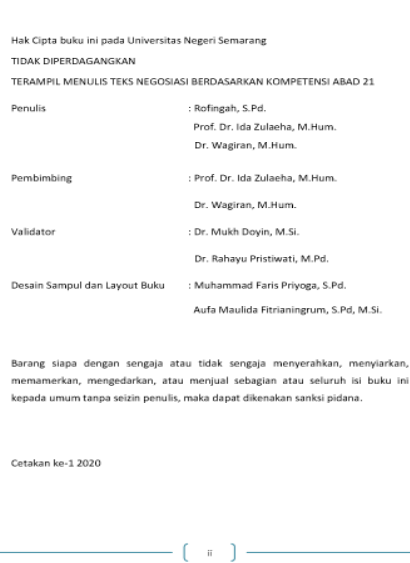 Hak Cipta buku ini pada Universitas Negeri Semarang
TIDAK DIPERDAGANGKAN
TERAMPIL MENULIS TEKS NEGOSIASI BERDASARKAN KOMPETENSI ABAD 21
Penulis : Rofingah, S.Pd.
Prof. Dr. Ida Zulaeha, M.Hum.
Dr. Wagiran, M.Hum.
Pembimbing : Prof. Dr. Ida Zulaeha, M.Hum.
Dr. Wagiran, M.Hum.
Validator : Dr. Mukh Doyin, M.Si.
Dr. Rahayu Pristiwati, M.Pd.
Desain Sampul dan Layout Buku : Muhammad Faris Priyoga, S.Pd.
Aufa Maulida Fitrianingrum, S.Pd, M.Si.
Barang siapa dengan sengaja atau tidak sengaja menyerahkan, menyiarkan,
memamerkan, mengedarkan, atau menjual sebagian atau seluruh isi buku ini
kepada umum tanpa seizin penulis, maka dapat dikenakan sanksi pidana.
Cetakan ke-1 2020
ii